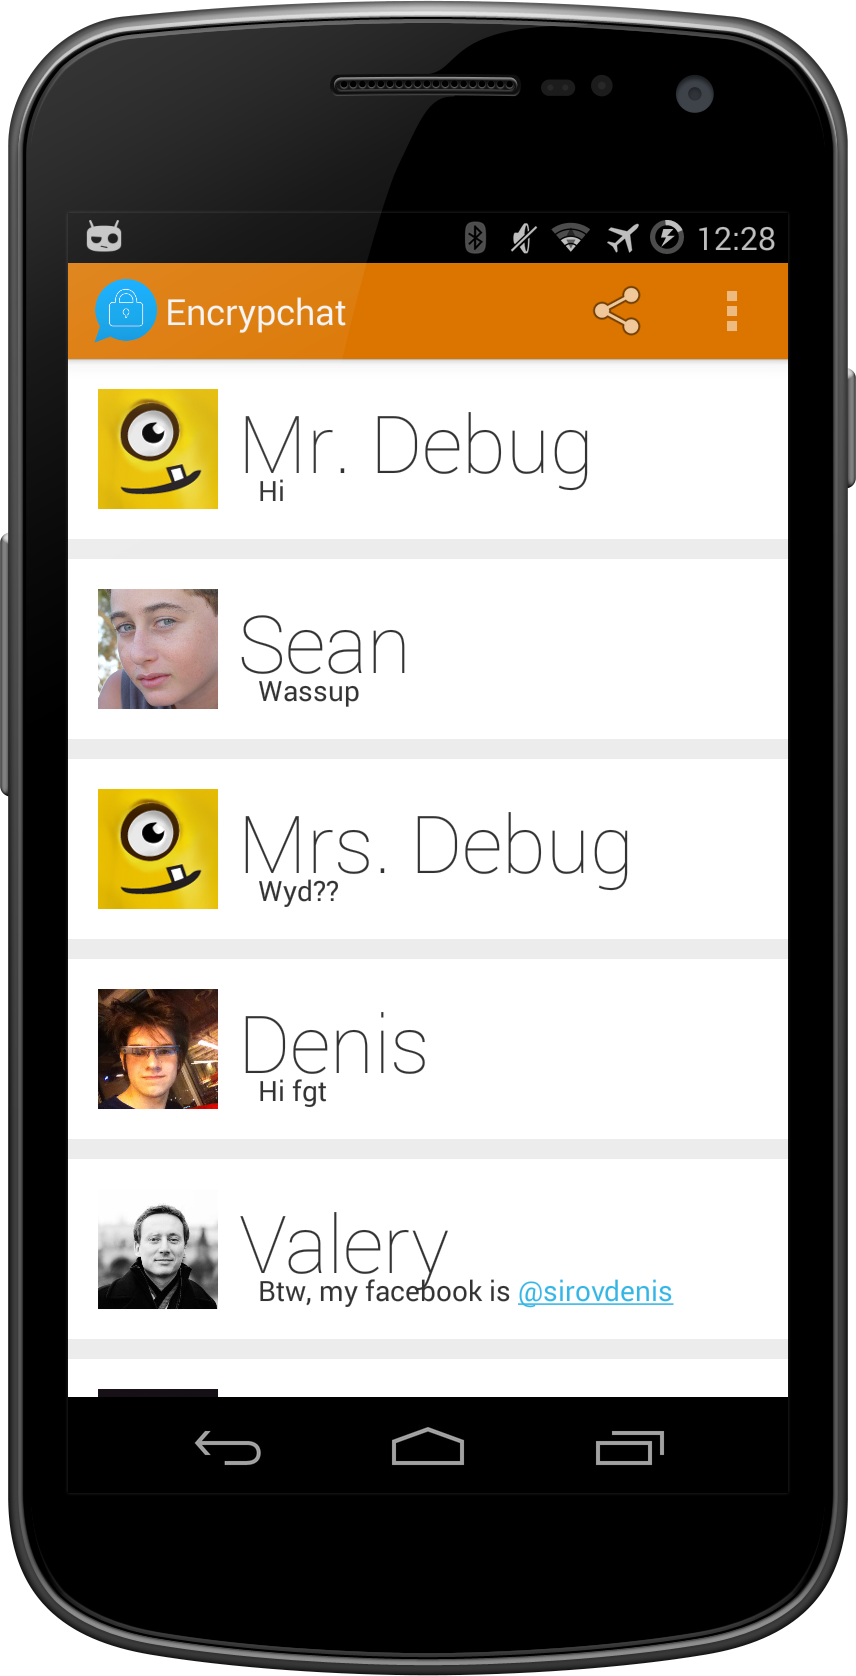 12:28
Encrypchat
Mr. Debug
Hi
Sean
Wassup
Mrs. Debug
Wyd??
Denis
Hi fgt
Valery
Btw, my facebook is @sirovdenis